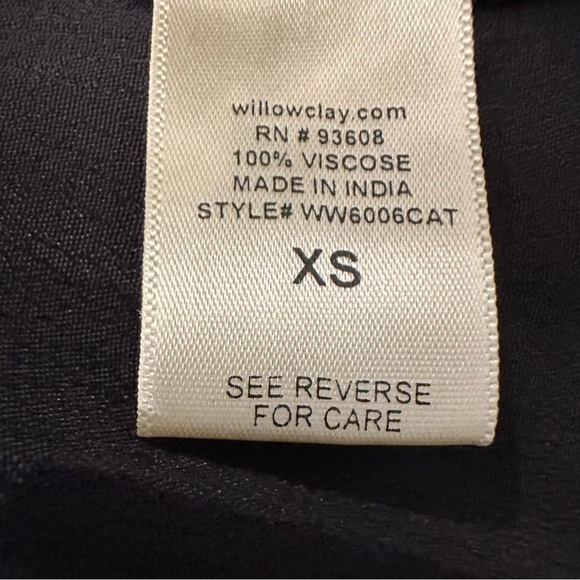 willowclay.com
RN # 93608
100% VISCOSE
MADE IN INDIA
STYLE# WW6006CAT
XS
SEE REVERSE
FOR CARE